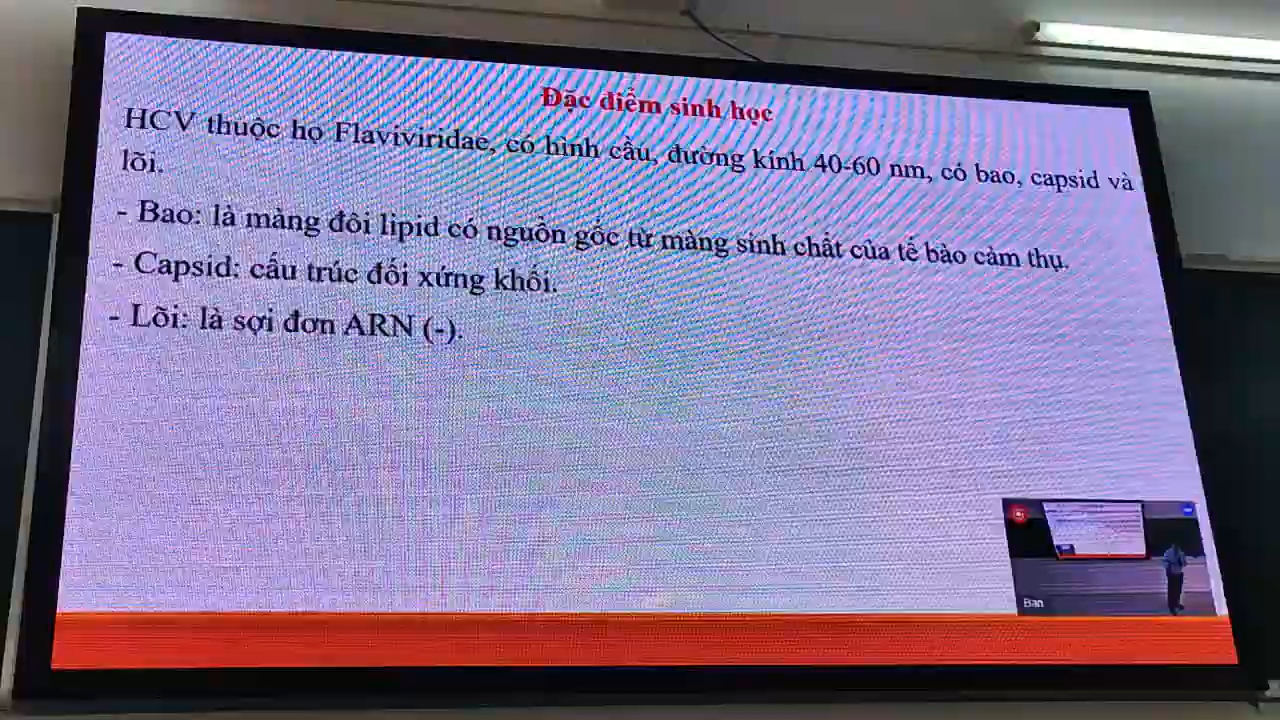 Đặc điểm sinh học
HCV thuộc họ Flaviviridae, có hình cầu, đường kính 40-60 nm, có bao, capsid và
lõi.
- Bao: là màng đôi lipid có nguồn gốc từ màng sinh chất của tế bào cảm thụ.
- Capsid: cấu trúc đối xứng khối.
- Lõi: là sợi đơn ARN (-).
Ban